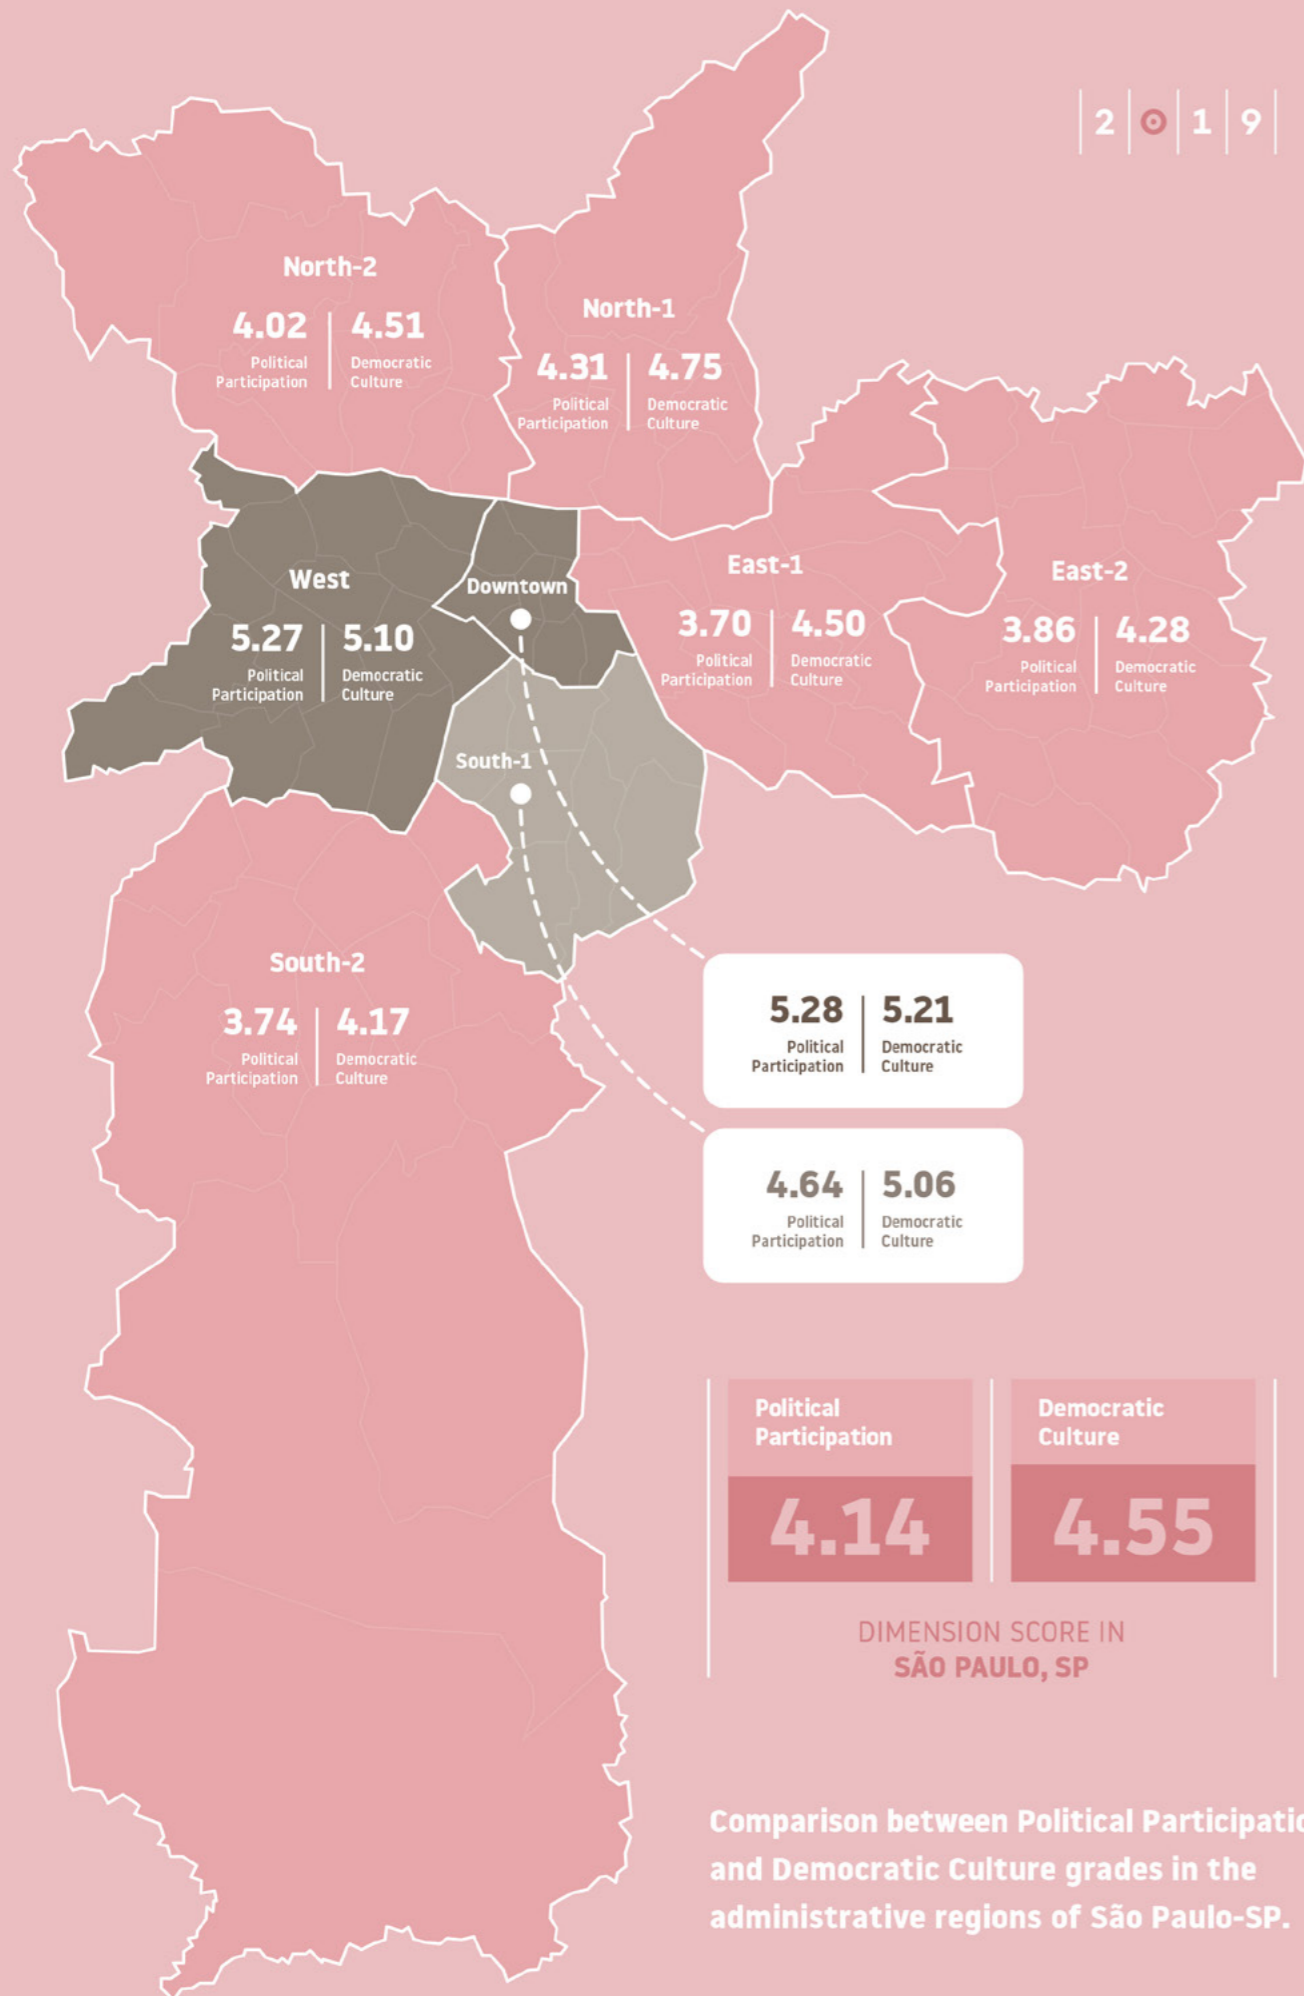 2019
North-2
4.02 4.51
Political Democratic
Participation Culture
North-1
4.31 4.75
Political Democratic
Participation Culture
West
5.27 5.10
Political Democratic
Participation Culture
Downtown
East-1
3.70 4.50
Political Democratic
Participation Culture
East-2
3.86 4.28
Political Democratic
Participation Culture
South-1
South-2
3.74 4.17
Political Democratic
Participation Culture
5.28 5.21
Political Democratic
Participation Culture
4.64 5.06
Political Democratic
Participation Culture
Political
Participation
4.14
Democratic
Culture
4.55
DIMENSION SCORE IN
SÃO PAULO, SP
Comparison between Political Participatio
and Democratic Culture grades in the
administrative regions of São Paulo-SP.